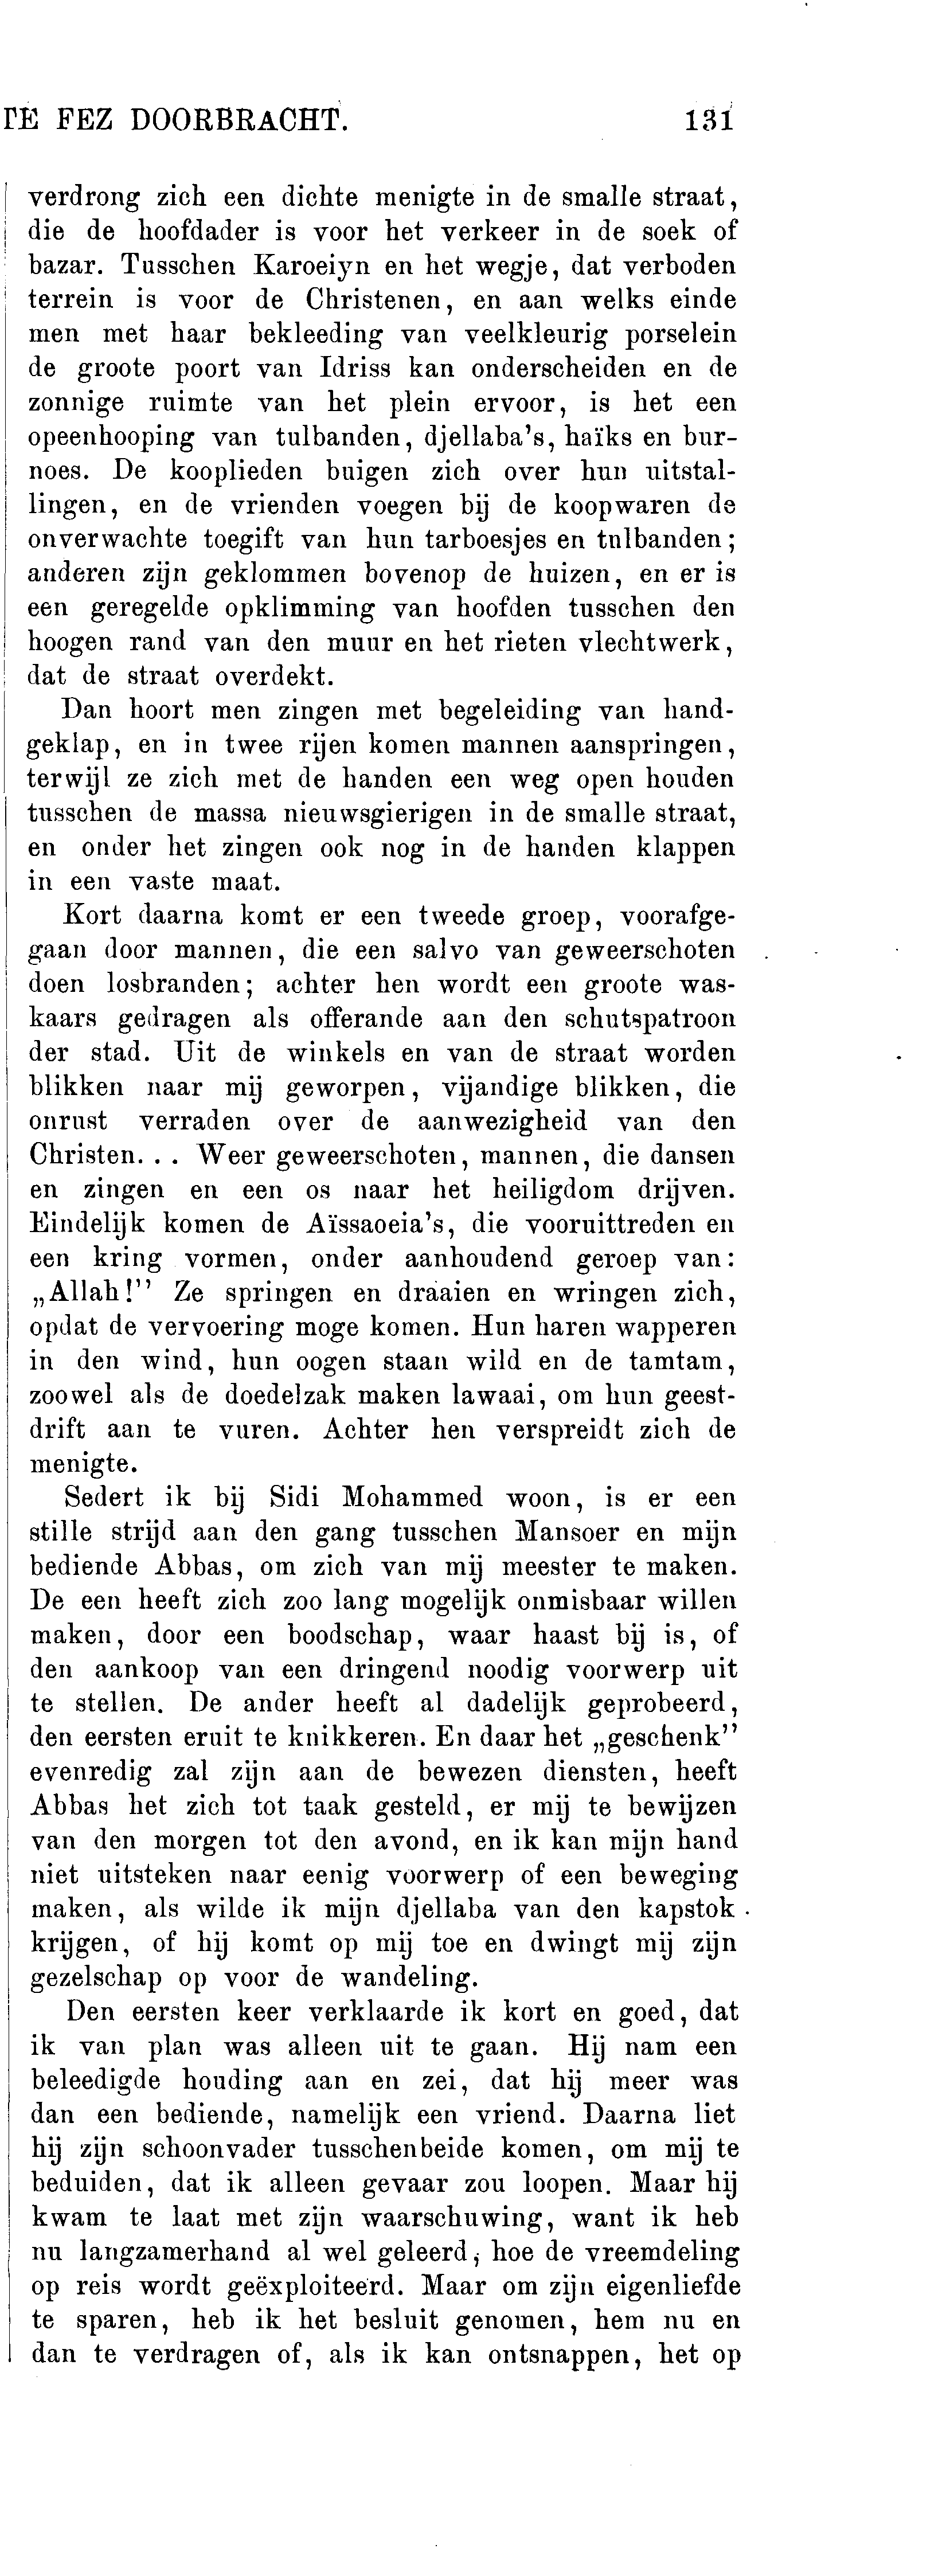 TE FEZ DOORBRACHT. 131
verdrong zich een dichte menigte in de smalle straat,
die de hoofdader is voor het verkeer in de soek of
bazar. Tusschen Karoeiyn en het wegje, dat verboden
terrein is voor de Christenen, en aan welks einde
men met haar bekleeding van veelkleurig porselein
de groote poort van Idriss kan onderscheiden en de
zonnige ruimte van het plein ervoor, is het een
opeenhooping van tulbanden, djellaba's, haïks en bur-
noes. De kooplieden buigen zich over hun uitstal-
lingen, en de vrienden voegen bij de koopwaren de
onverwachte toegift van hun tarboesjes en tnlbanden;
anderen zijn geklommen bovenop de huizen, en er is
een geregelde opklimming van hoofden tusschen den
hoogen rand van den muur en het rieten vlechtwerk,
dat de straat overdekt.
Dan hoort men zingen met begeleiding van hand-
geklap, en in twee rijen komen mannen aanspringen,
terwijl ze zich met de handen een weg open houden
tusschen de massa nieuwsgierigen in de smalle straat,
en onder het zingen ook nog in de handen klappen
in een vaste maat.
Kort daarna komt er een tweede groep, voorafge-
gaan door mannen, die een salvo van geweerschoten
doen losbranden; achter hen wordt een groote was-
kaars gedragen als offerande aan den schutspatroon
der stad. Uit de winkels en van de straat worden
blikken naar mij geworpen, vijandige blikken, die
onrust verraden over de aanwezigheid van den
Christen... Weer geweerschoten, mannen, die dansen
en zingen en een os naar het heiligdom drijven.
Eindelijk komen de Aïssaoeia's, die vooruittreden en
een kring vormen, onder aanhoudend geroep van:
„Allah!” Ze springen en draaien en wringen zich,
opdat de vervoering moge komen. Hun haren wapperen
in den wind, hun oogen staan wild en de tamtam,
zoowel als de doedelzak maken lawaai, om hun geest-
drift aan te vuren. Achter hen verspreidt zich de
menigte.
Sedert ik bij Sidi Mohammed woon, is er een
stille strijd aan den gang tusschen Mansoer en mijn
bediende Abbas, om zich van mij meester te maken.
De een heeft zich zoo lang mogelijk onmisbaar willen
maken, door een boodschap, waar haast bij is, of
den aankoop van een dringend noodig voorwerp uit
te stellen. De ander heeft al dadelijk geprobeerd,
den eersten eruit te knikkeren. En daar het „geschenk”
evenredig zal zijn aan de bewezen diensten, heeft
Abbas het zich tot taak gesteld, er mij te bewijzen
van den morgen tot den avond, en ik kan mijn hand
niet uitsteken naar eenig voorwerp of een beweging
maken, als wilde ik mijn djellaba van den kapstok
krijgen, of hij komt op mij toe en dwingt mij zijn
gezelschap op voor de wandeling.
Den eersten keer verklaarde ik kort en goed, dat
ik van plan was alleen uit te gaan. Hij nam een
beleedigde houding aan en zei, dat hij meer was
dan een bediende, namelijk een vriend. Daarna liet
hij zijn schoonvader tusschenbeide komen, om mij te
beduiden, dat ik alleen gevaar zou loopen. Maar hij
kwam te laat met zijn waarschuwing, want ik heb
nu langzamerhand al wel geleerd, hoe de vreemdeling
op reis wordt geëxploiteerd. Maar om zijn eigenliefde
te sparen, heb ik het besluit genomen, hem nu en
dan te verdragen of, als ik kan ontsnappen, het op